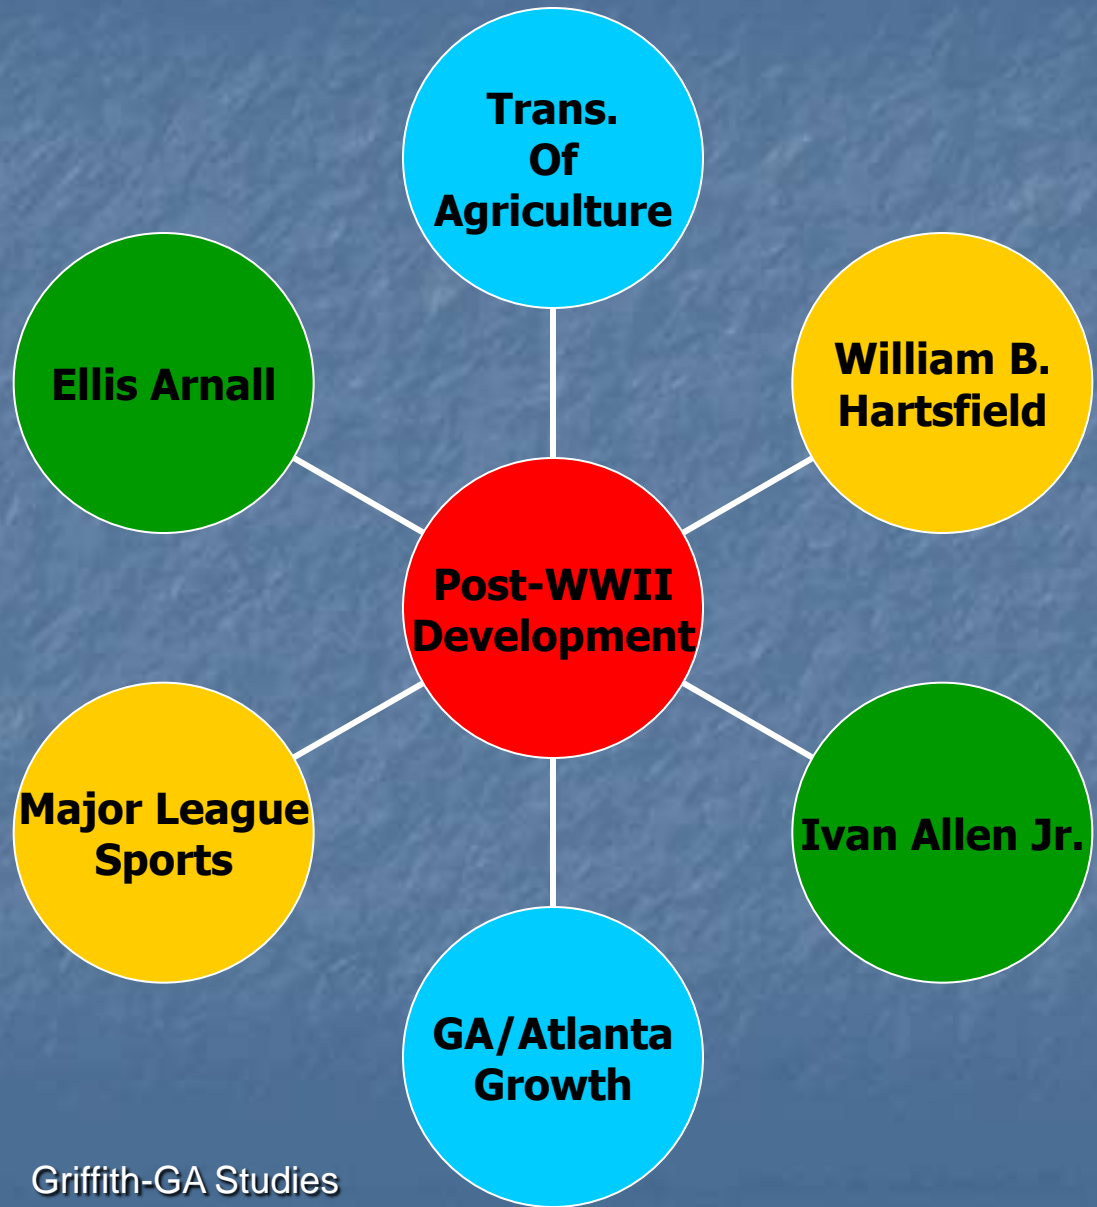 Trans.
Of
Agriculture
William B.
Hartsfield
Ellis Arnall
Post-WWII
Development
Major League
Sports
Ivan Allen Jr.
GA/Atlanta
Growth
Griffith-GA Studies